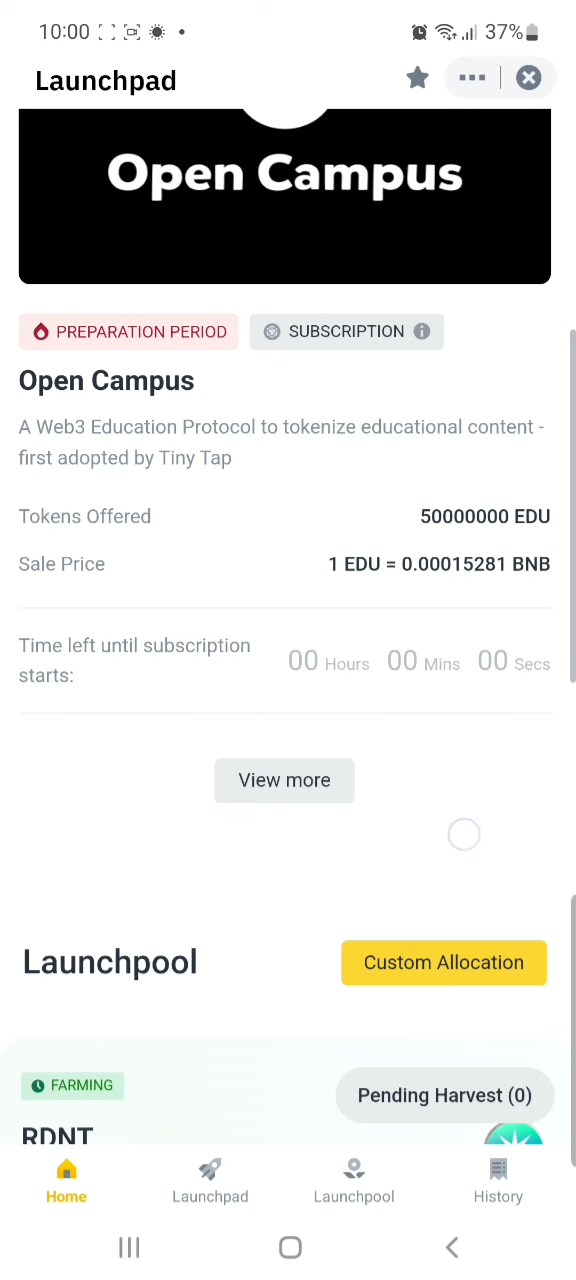 10:00
37%
Launchpad
Open Campus
PREPARATION PERIOD
SUBSCRIPTION
Open Campus
A Web3 Education Protocol to tokenize educational content -
first adopted by Tiny Tap
Tokens Offered 50000000 EDU
Sale Price 1 EDU = 0.00015281 BNB
Time left until subscription
starts:
00 Hours 00 Mins 00 Secs
View more
Launchpool
Custom Allocation
FARMING
Pending Harvest (0)
RDNT
Home Launchpad Launchpool History